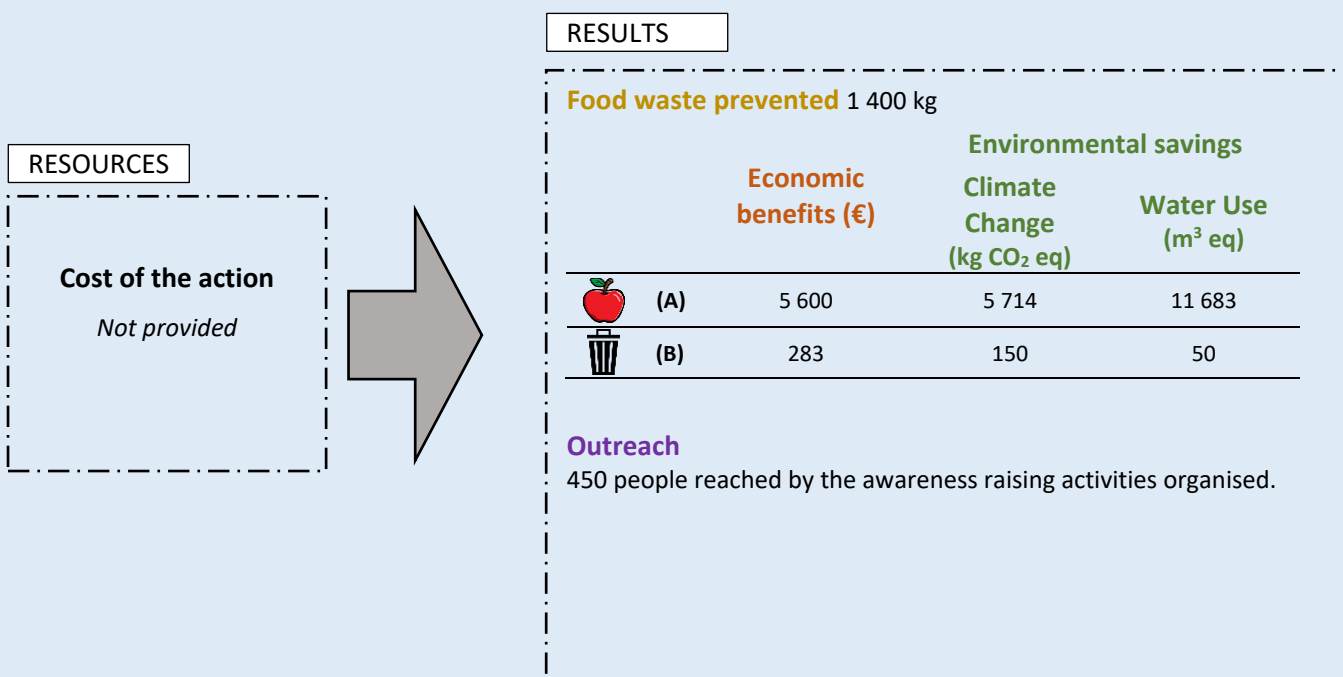 RESOURCES
Cost of the action
Not provided
RESULTS
Food waste prevented 1 400 kg
Environmental savings
Economic
benefits (€)
Climate
Change
(kg CO₂ eq)
Water Use
(m³ eq)
(A) 5 600 5 714 11 683
(B) 283 150 50
Outreach
450 people reached by the awareness raising activities organised.